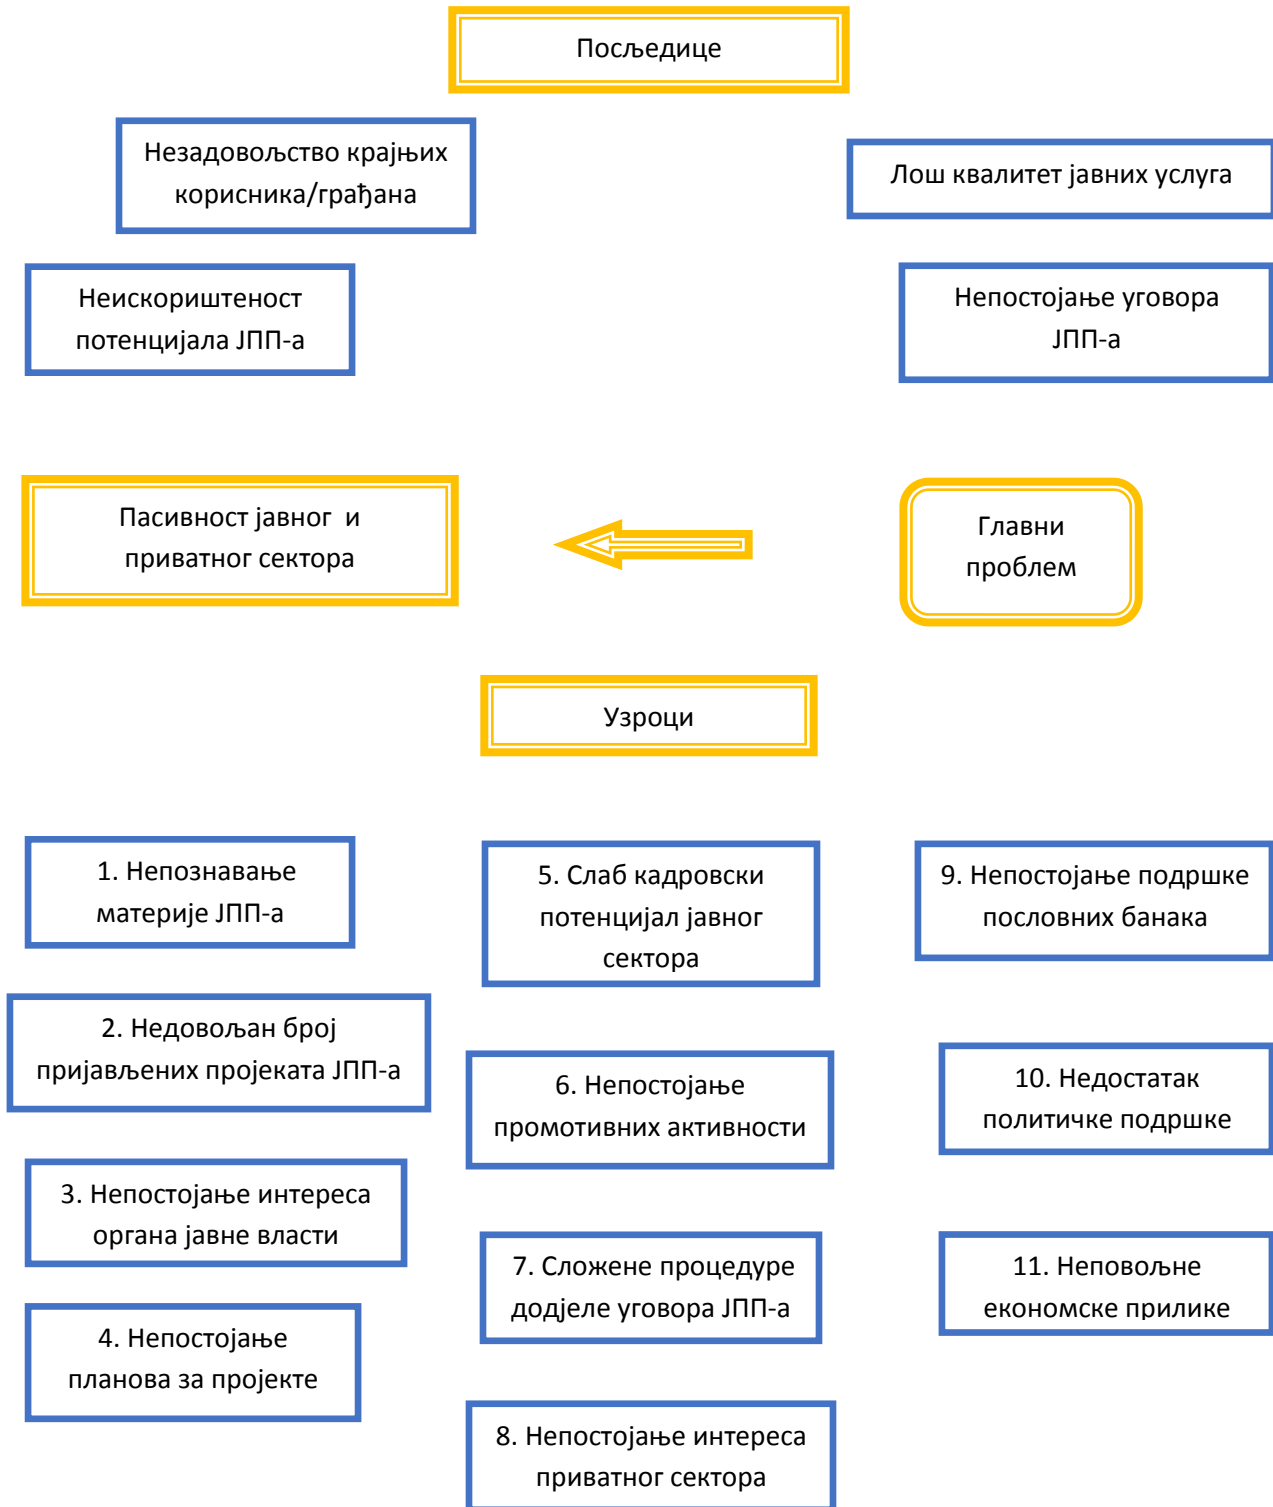 Посљедице
Незадовољство крајњих
корисника/грађана
Лош квалитет јавних услуга
Неискориштеност
потенцијала ЈПП-а
Непостојање уговора
ЈПП-а
Пасивност јавног и
приватног сектора
Главни
проблем
Узроци
1. Непознавање
материје ЈПП-а
2. Недовољан број
пријављених пројеката ЈПП-а
3. Непостојање интереса
органа јавне власти
4. Непостојање
планова за пројекте
5. Слаб кадровски
потенцијал јавног
сектора
6. Непостојање
промотивних активности
7. Сложене процедуре
додјеле уговора ЈПП-а
8. Непостојање интереса
приватног сектора
9. Непостојање подршке
пословних банака
10. Недостатак
политичке подршке
11. Неповољне
економске прилике